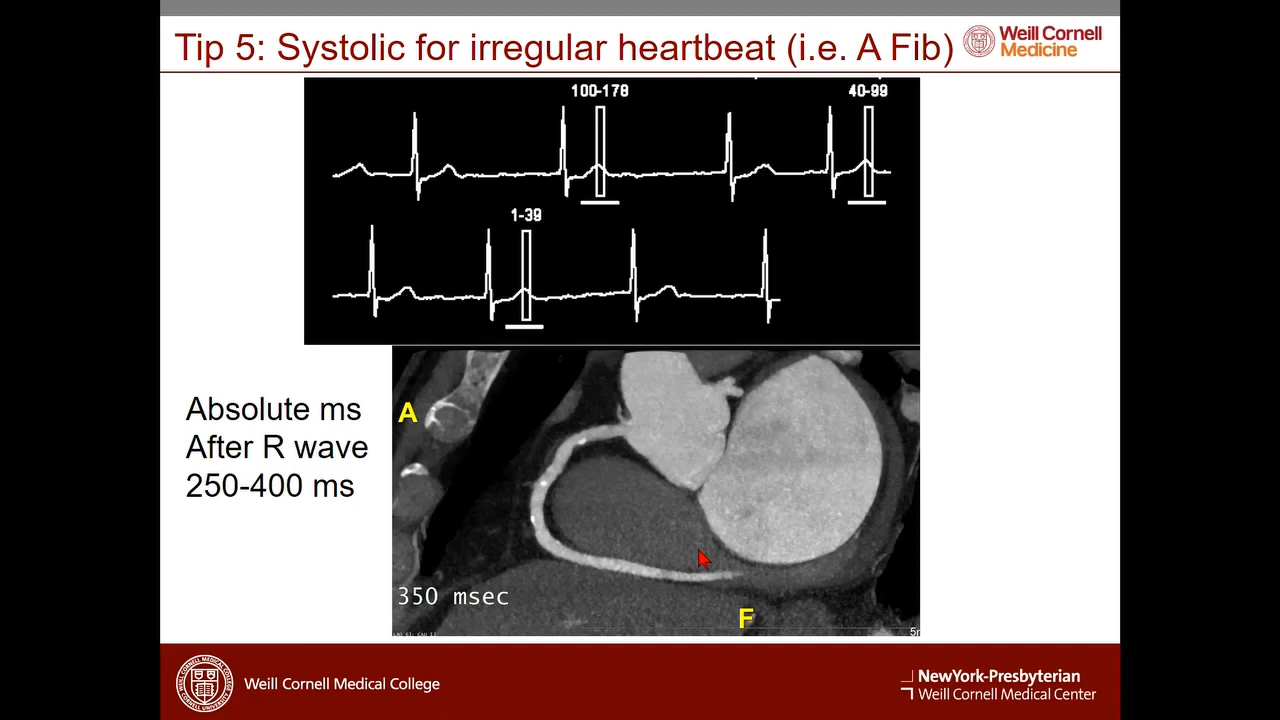 Tip 5: Systolic for irregular heartbeat (i.e. A Fib)
Weill Cornell
Medicine
100-178
40-99
1-39
Absolute ms
After R wave
250-400 ms
A
350 msec
F
Weill Cornell Medical College
NewYork-Presbyterian
Weill Cornell Medical Center